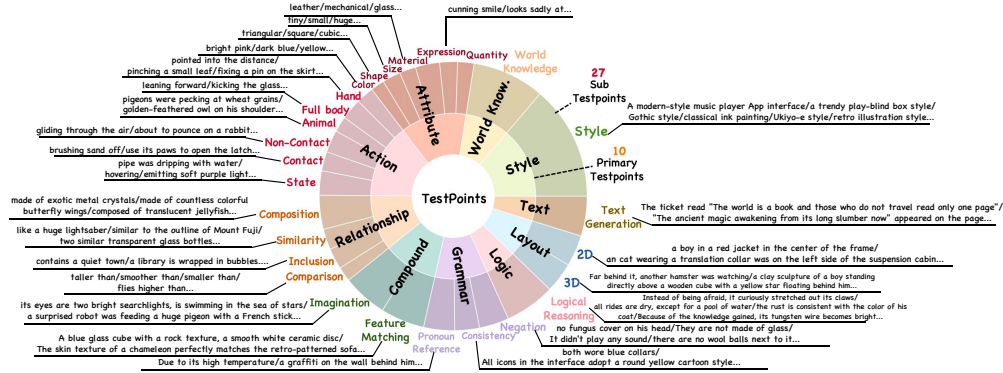 leather/mechanical/glass...
tiny/small/huge...
triangular/square/cubic...
bright pink/dark blue/yellow...
pointed into the distance/
pinching a small leaf/fixing a pin on the skirt...
leaning forward/kicking the glass...
pigeons were pecking at wheat grains/
golden-feathered owl on his shoulder...
gliding through the air/about to pounce on a rabbit...
brushing sand off/use its paws to open the latch...
pipe was dripping with water/
hovering/emitting soft purple light...
made of exotic metal crystals/made of countless colorful
butterfly wings/composed of translucent jellyfish...
like a huge lightsaber/similar to the outline of Mount Fuji/
two similar transparent glass bottles...
contains a quiet town/a library is wrapped in bubbles...
taller than/smoother than/smaller than/
flies higher than...
its eyes are two bright searchlights, is swimming in the sea of stars/
a surprised robot was feeding a huge pigeon with a French stick...
A blue glass cube with a rock texture, a smooth white ceramic disc/
The skin texture of a chameleon perfectly matches the retro-patterned sofa...
Due to its high temperature/a graffiti on the wall behind him...
cunning smile/looks sadly at...
Expression
Quantity
Material
Size
Shape
Color
Hand
Full body
Animal
Non-Contact
Contact
State
Composition
Similarity
Inclusion
Comparison
Imagination
Feature
Matching
Pronoun
Reference
Consistency
Negation
Logical
Reasoning
3D
2D
Text
Generation
Style
World
Knowledge
TestPoints
Attribute
World Know.
Style
Text
Layout
Logic
Grammar
Compound
Relationship
Action
27
Sub
Testpoints
10
Primary
Testpoints
A modern-style music player App interface/a trendy play-blind box style/
Gothic style/classical ink painting/Ukiyo-e style/retro illustration style...
The ticket read "The world is a book and those who do not travel read only one page"/
"The ancient magic awakening from its long slumber now" appeared on the page...
a boy in a red jacket in the center of the frame/
an cat wearing a translation collar was on the left side of the suspension cabin...
Far behind it, another hamster was watching/a clay sculpture of a boy standing
directly above a wooden cube with a yellow star floating behind him...
Instead of being afraid, it curiously stretched out its claws/
all rides are dry, except for a pool of water/the rust is consistent with the color of his
coat/Because of the knowledge gained, its tungsten wire becomes bright...
no fungus cover on his head/They are not made of glass/
It didn't play any sound/there are no wool balls next to it...
both wore blue collars/
All icons in the interface adopt a round yellow cartoon style...